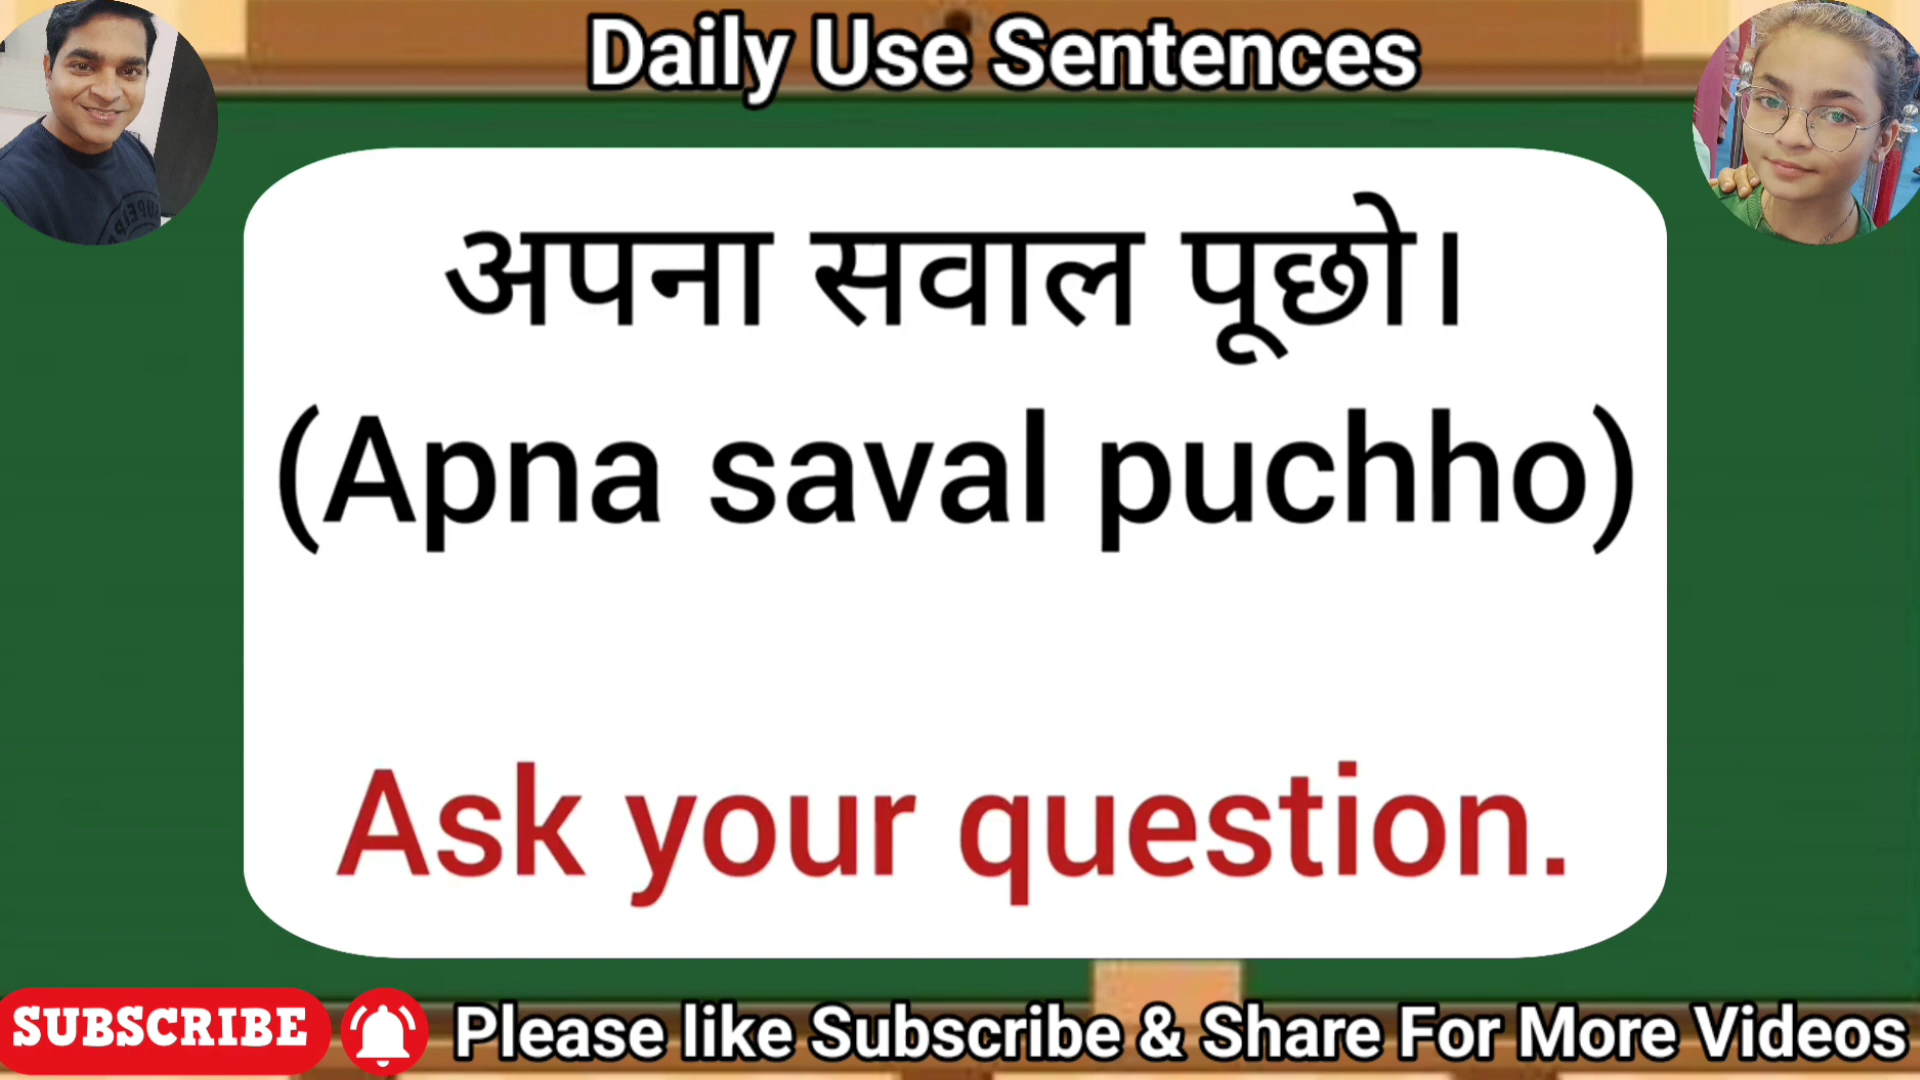 Daily Use Sentences
अपना सवाल पूछो।
(Apna saval puchho)
Ask your question.
SUBSCRIBE
Please like Subscribe & Share For More Videos